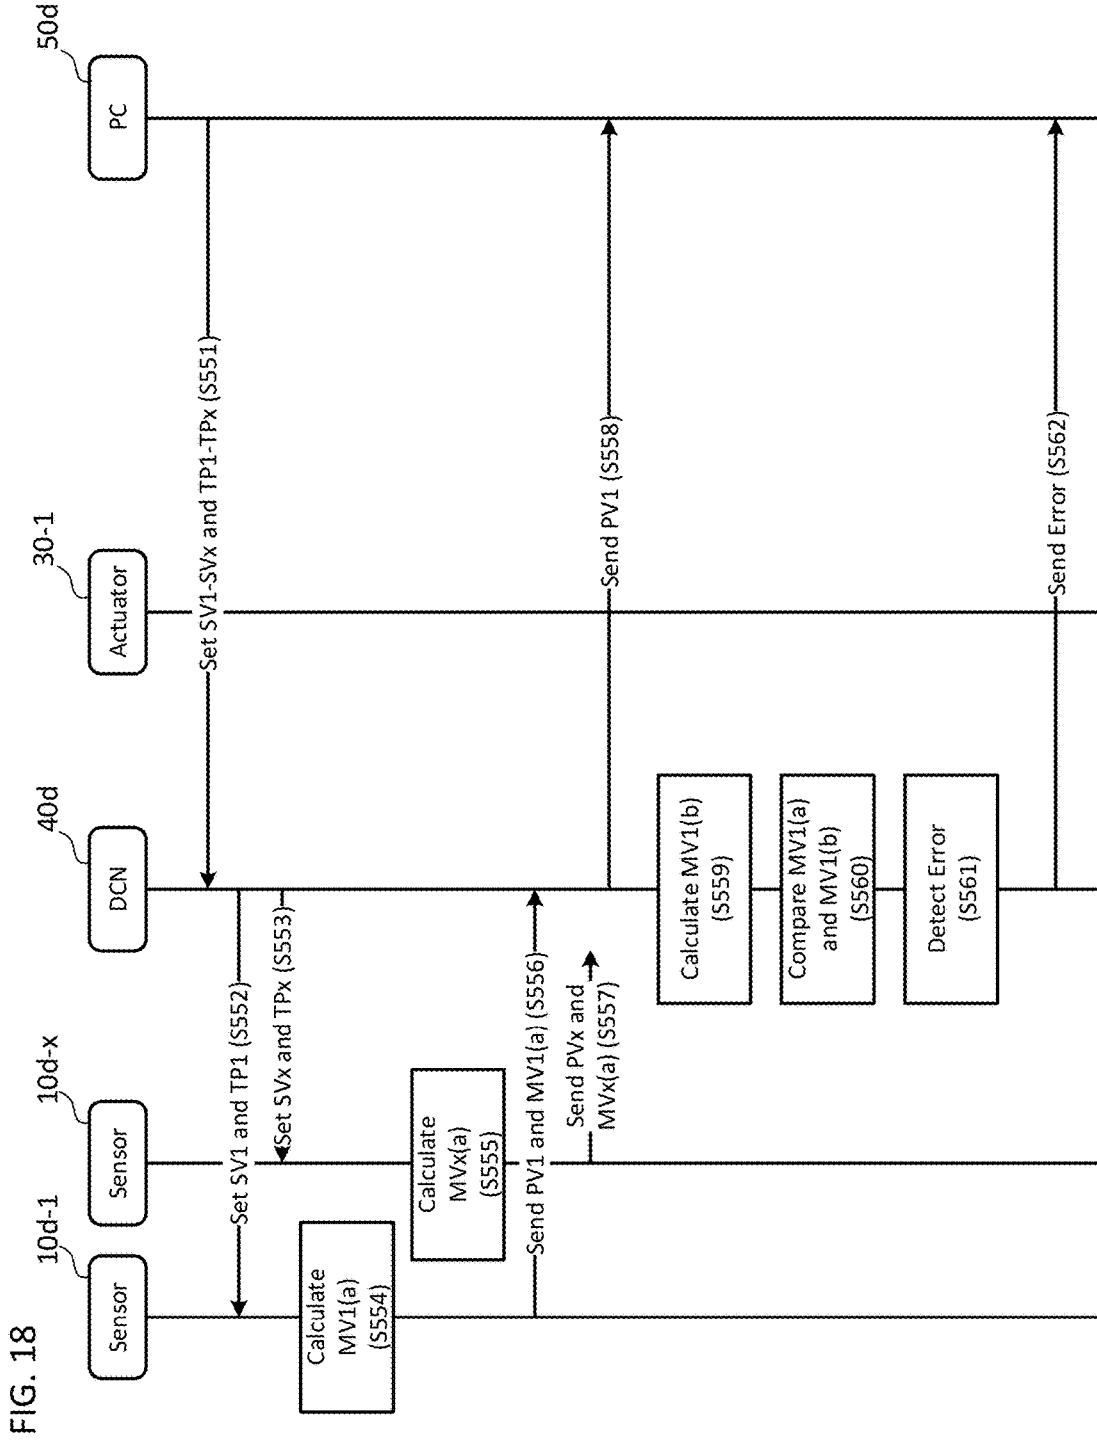 FIG. 18
10d-1
10d-x
40d
30-1
50d
Sensor
Sensor
DCN
Actuator
PC
Set SV1-SVx and TP1-TPx (S551)
Set SV1 and TP1 (S552)
Set SVx and TPx (S553)
Calculate
MV1(a)
(S554)
Calculate
MVx(a)
(S555)
Send PV1 and MV1(a) (S556)
Send PVx and
MVx(a) (S557)
Send PV1 (S558)
Calculate MV1(b)
(S559)
Compare MV1(a)
and MV1(b)
(S560)
Detect Error
(S561)
Send Error (S562)